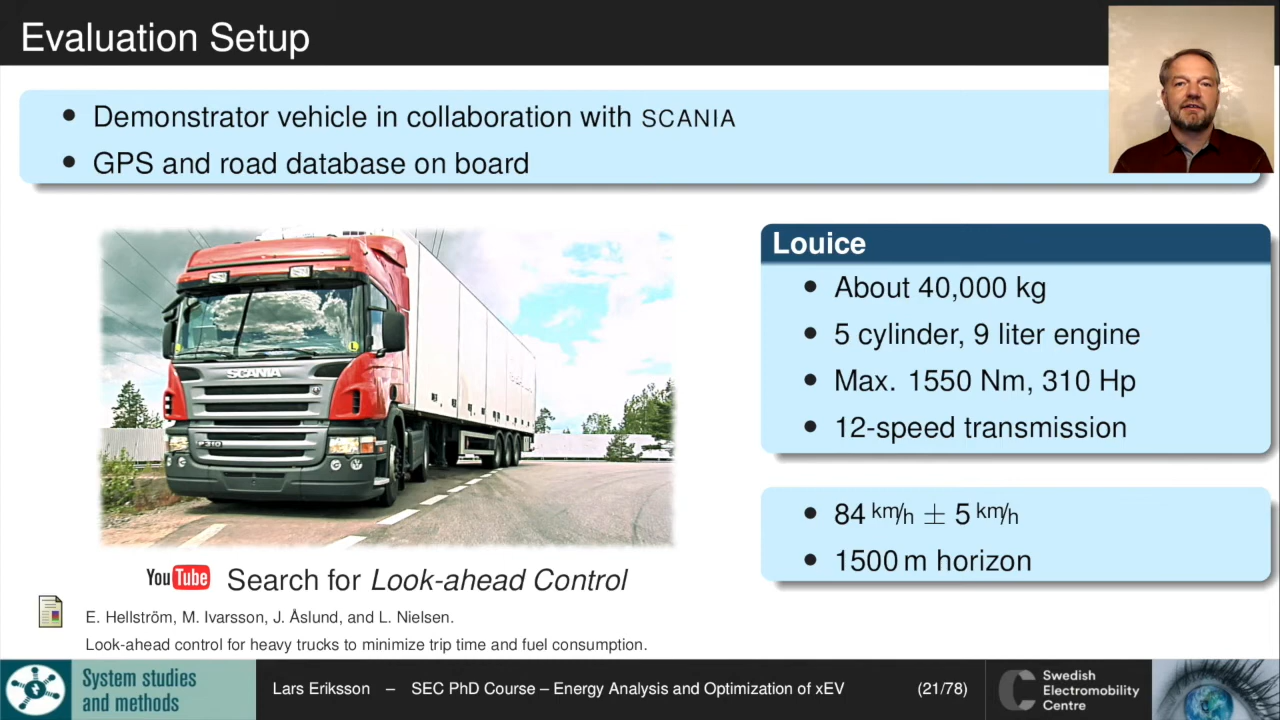 Evaluation Setup
• Demonstrator vehicle in collaboration with SCANIA
• GPS and road database on board
SCANIA
Louice
• About 40,000 kg
• 5 cylinder, 9 liter engine
• Max. 1550 Nm, 310 Hp
• 12-speed transmission
• 84 km/h ± 5 km/h
• 1500 m horizon
YouTube Search for Look-ahead Control
E. Hellström, M. Ivarsson, J. Åslund, and L. Nielsen.
Look-ahead control for heavy trucks to minimize trip time and fuel consumption.
System studies
and methods
Lars Eriksson – SEC PhD Course – Energy Analysis and Optimization of xEV
(21/78)
Swedish
Electromobility
Centre